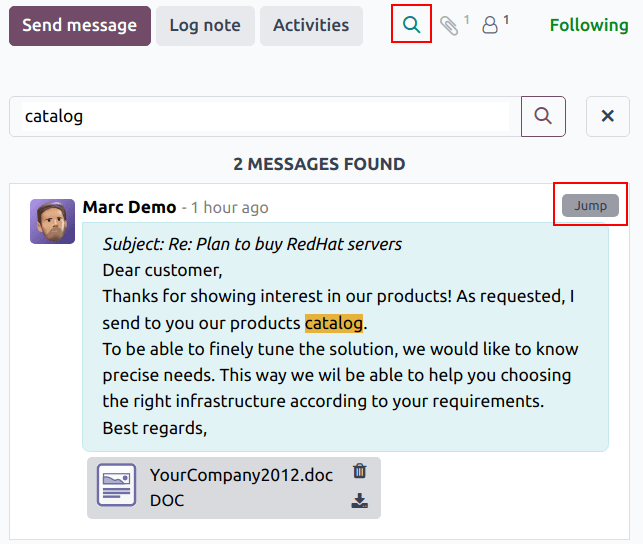 Send message Log note Activities 1 1 Following
catalog
2 MESSAGES FOUND
Marc Demo - 1 hour ago Jump
Subject: Re: Plan to buy RedHat servers
Dear customer,
Thanks for showing interest in our products! As requested, I
send to you our products catalog.
To be able to finely tune the solution, we would like to know
precise needs. This way we wil be able to help you choosing
the right infrastructure according to your requirements.
Best regards,
YourCompany2012.doc
DOC